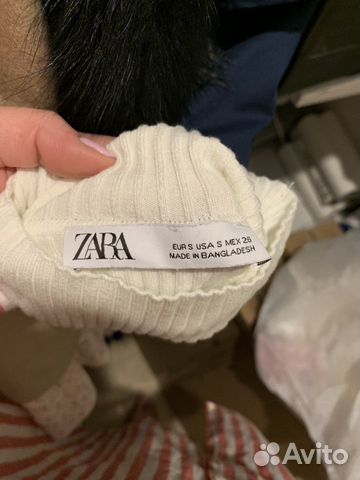 ZARA
EUR S USA S MEX 26
MADE IN BANGLADESH
Avito